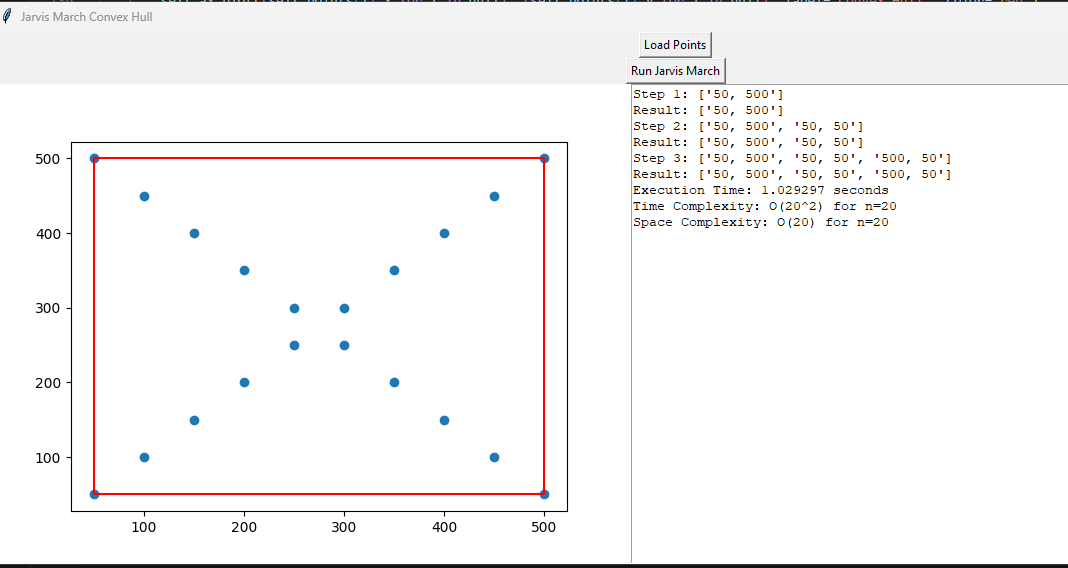 Jarvis March Convex Hull
Load Points
Run Jarvis March
Step 1: ['50, 500']
Result: ['50, 500']
Step 2: ['50, 500', '50, 50']
Result: ['50, 500', '50, 50']
Step 3: ['50, 500', '50, 50', '500, 50']
Result: ['50, 500', '50, 50', '500, 50']
Execution Time: 1.029297 seconds
Time Complexity: O(20^2) for n=20
Space Complexity: O(20) for n=20
500
400
300
200
100
100 200 300 400 500